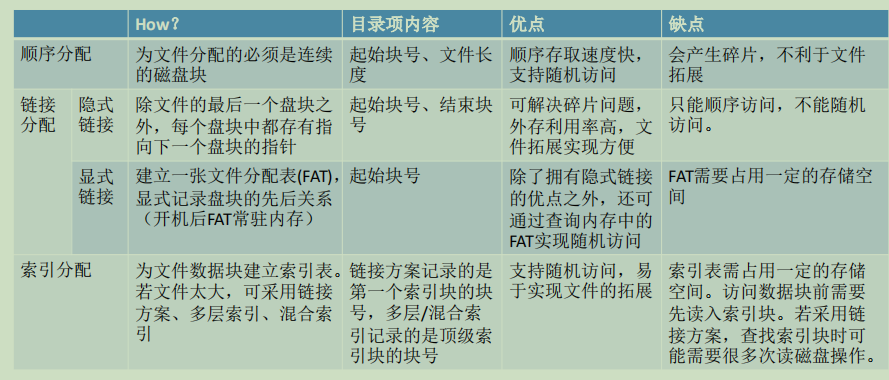 How？
目录项内容
优点
缺点
顺序分配
为文件分配的必须是连续
的磁盘块
起始块号、文件长
度
顺序存取速度快，
支持随机访问
会产生碎片，不利于文件
拓展
链接
分配
隐式
链接
除文件的最后一个盘块之
外，每个盘块中都存有指
向下一个盘块的指针
起始块号、结束块
号
可解决碎片问题，
外存利用率高，文
件拓展实现方便
只能顺序访问，不能随机
访问。
显式
链接
建立一张文件分配表(FAT)，
显式记录盘块的先后关系
（开机后FAT常驻内存）
起始块号
除了拥有隐式链接
的优点之外，还可
通过查询内存中的
FAT实现随机访问
FAT需要占用一定的存储空
间
索引分配
为文件数据块建立索引表。
若文件太大，可采用链接
方案、多层索引、混合索
引
链接方案记录的是
第一个索引块的块
号，多层/混合索
引记录的是顶级索
引块的块号
支持随机访问，易
于实现文件的拓展
索引表需占用一定的存储
空间。访问数据块前需要
先读入索引块。若采用链
接方案，查找索引块时可
能需要很多次读磁盘操作。